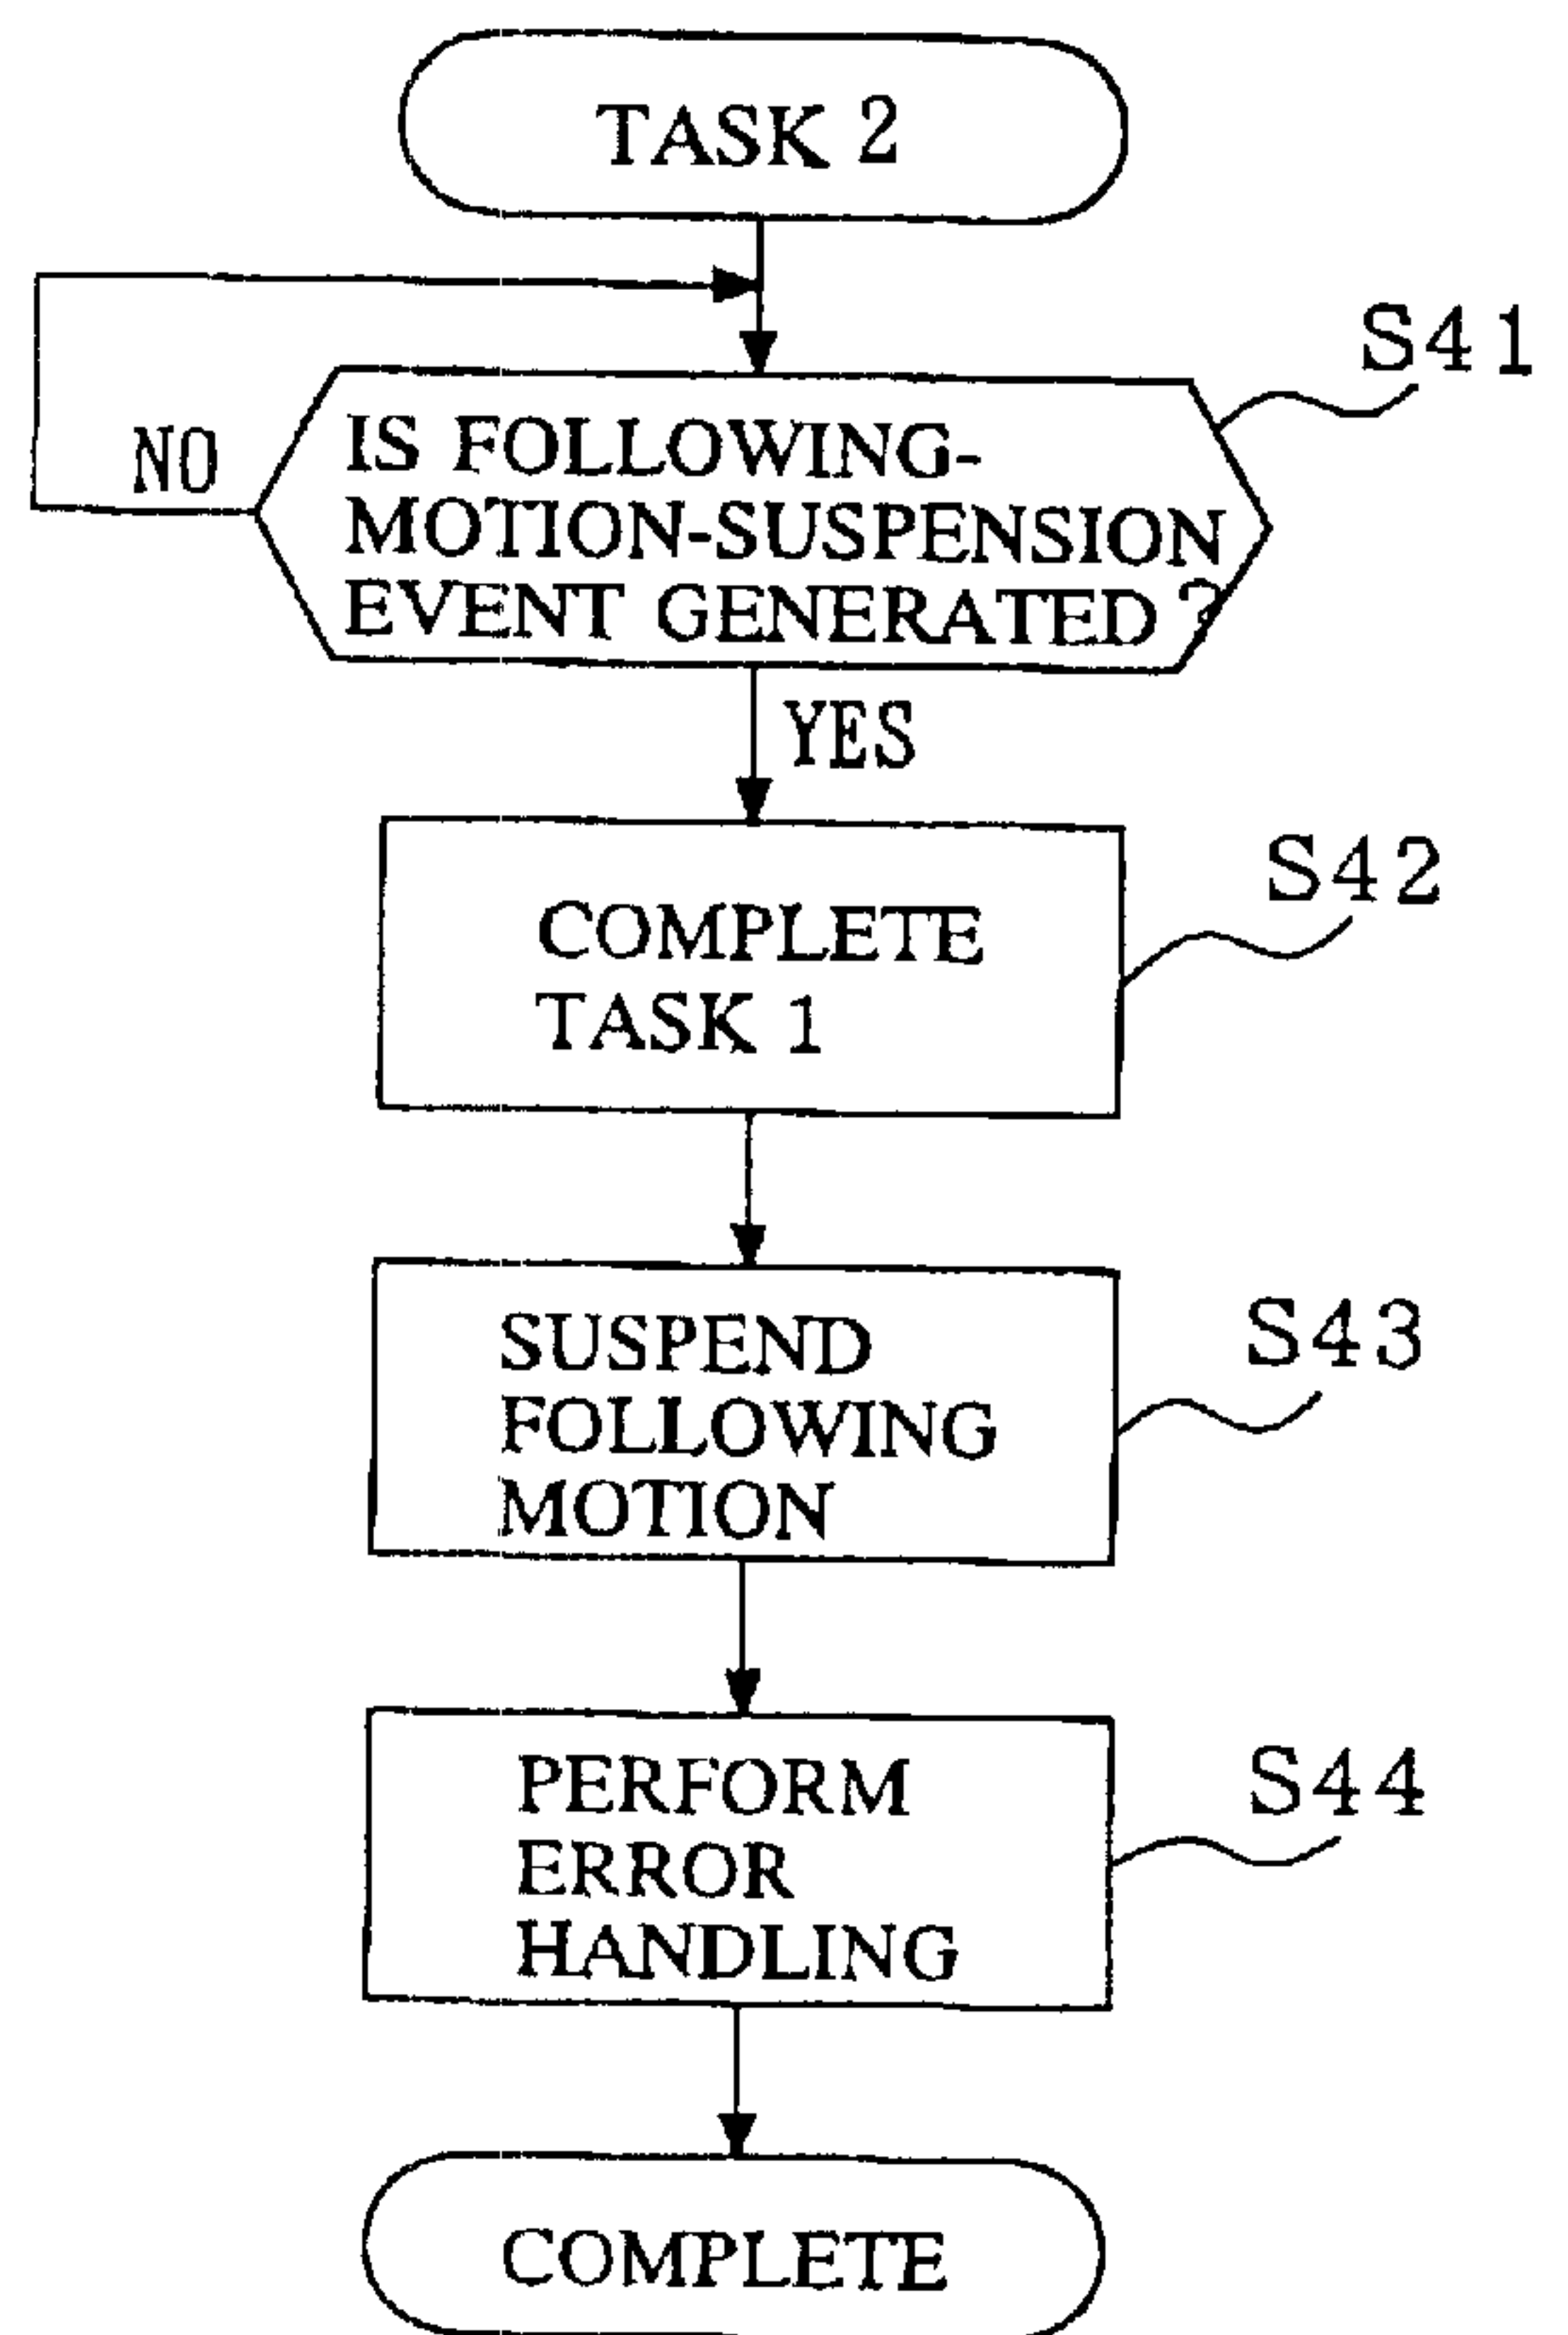 TASK 2
S41
NO
IS FOLLOWING-
MOTION-SUSPENSION
EVENT GENERATED ?
YES
S42
COMPLETE
TASK 1
S43
SUSPEND
FOLLOWING
MOTION
S44
PERFORM
ERROR
HANDLING
COMPLETE